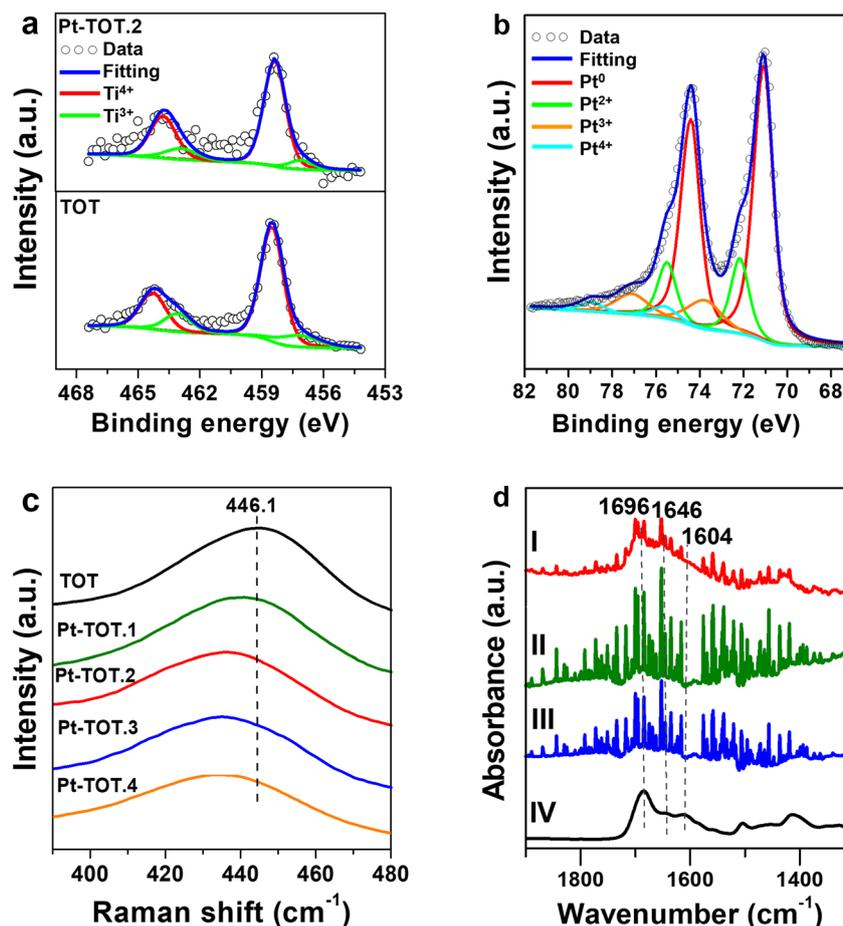 a
Pt-TOT.2
Data
Fitting
Ti4+
Ti3+
TOT
Intensity (a.u.)
468 465 462 459 456 453
Binding energy (eV)
b
Data
Fitting
Pt0
Pt2+
Pt3+
Pt4+
Intensity (a.u.)
82 80 78 76 74 72 70 68
Binding energy (eV)
c
446.1
TOT
Pt-TOT.1
Pt-TOT.2
Pt-TOT.3
Pt-TOT.4
Intensity (a.u.)
400 420 440 460 480
Raman shift (cm-1)
d
1696 1646
1604
I
II
III
IV
Absorbance (a.u.)
1800 1600 1400
Wavenumber (cm-1)